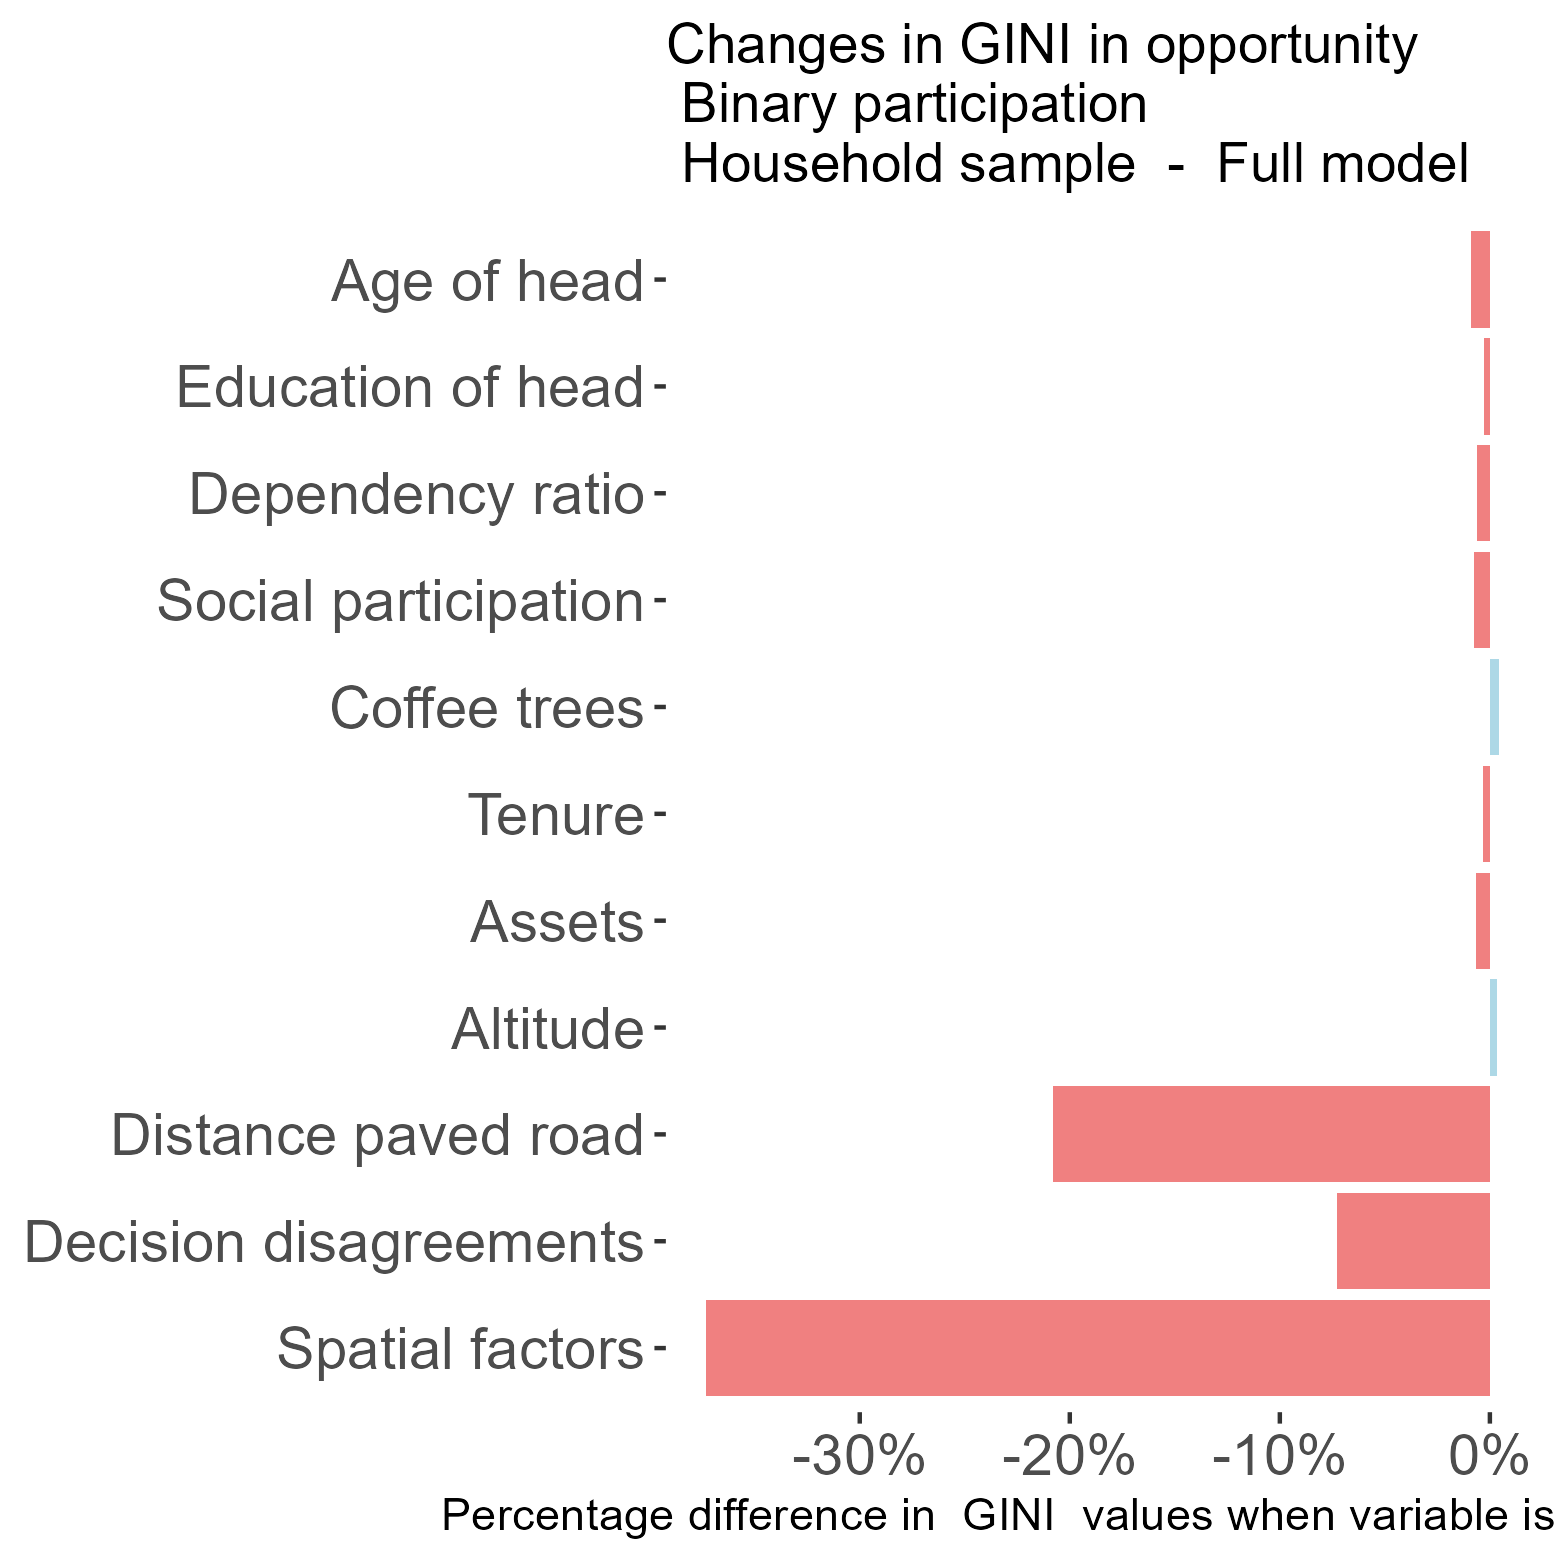 Changes in GINI in opportunity
Binary participation
Household sample - Full model
Age of head
Education of head
Dependency ratio
Social participation
Coffee trees
Tenure
Assets
Altitude
Distance paved road
Decision disagreements
Spatial factors
-30% -20% -10% 0%
Percentage difference in GINI values when variable is